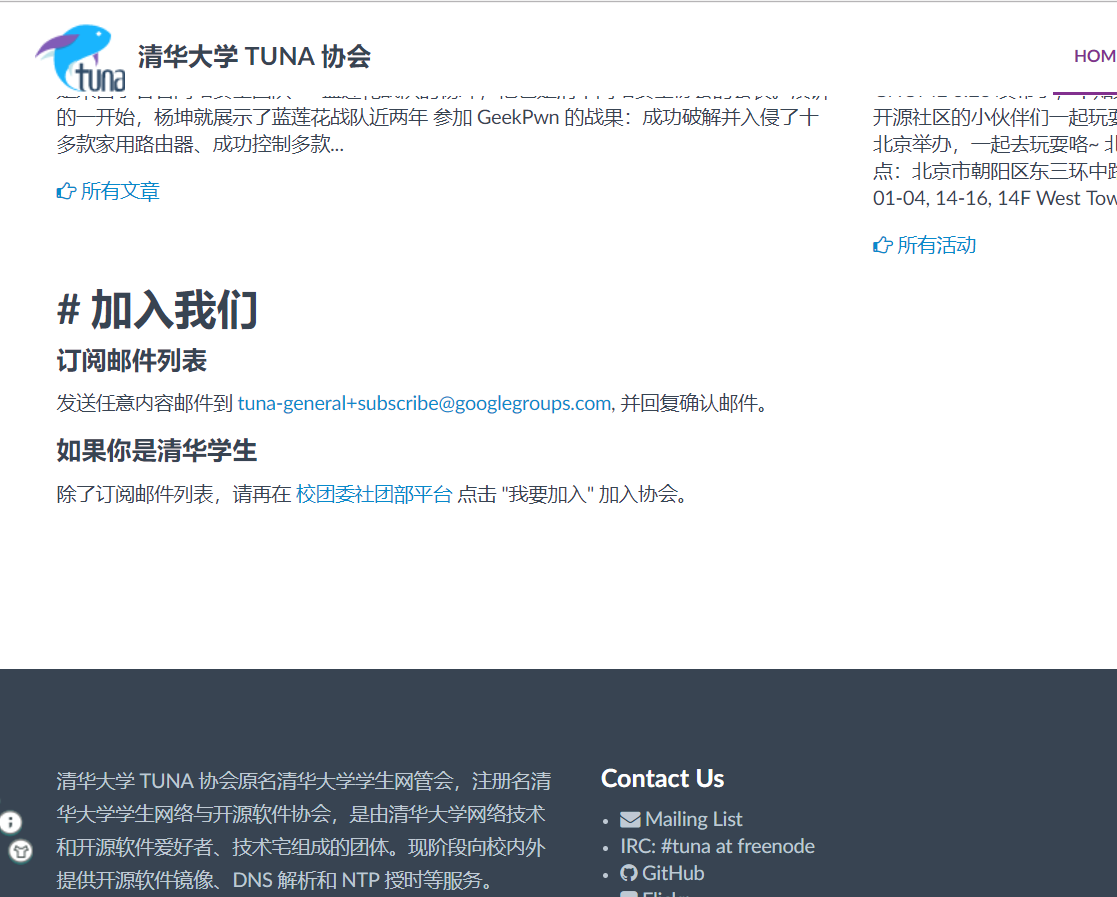 tuna
清华大学 TUNA 协会
HOM
的一开始，杨坤就展示了蓝莲花战队近两年 参加 GeekPwn 的战果：成功破解并入侵了十
多款家用路由器、成功控制多款...
所有文章
开源社区的小伙伴们一起玩耍
北京举办，一起去玩耍咯~ 北
点：北京市朝阳区东三环中路
01-04, 14-16, 14F West Tow
所有活动
# 加入我们
订阅邮件列表
发送任意内容邮件到 tuna-general+subscribe@googlegroups.com, 并回复确认邮件。
如果你是清华学生
除了订阅邮件列表，请再在 校团委社团部平台 点击 "我要加入" 加入协会。
清华大学 TUNA 协会原名清华大学学生网管会，注册名清
华大学学生网络与开源软件协会，是由清华大学网络技术
和开源软件爱好者、技术宅组成的团体。现阶段向校内外
提供开源软件镜像、DNS 解析和 NTP 授时等服务。
Contact Us
Mailing List
IRC: #tuna at freenode
GitHub